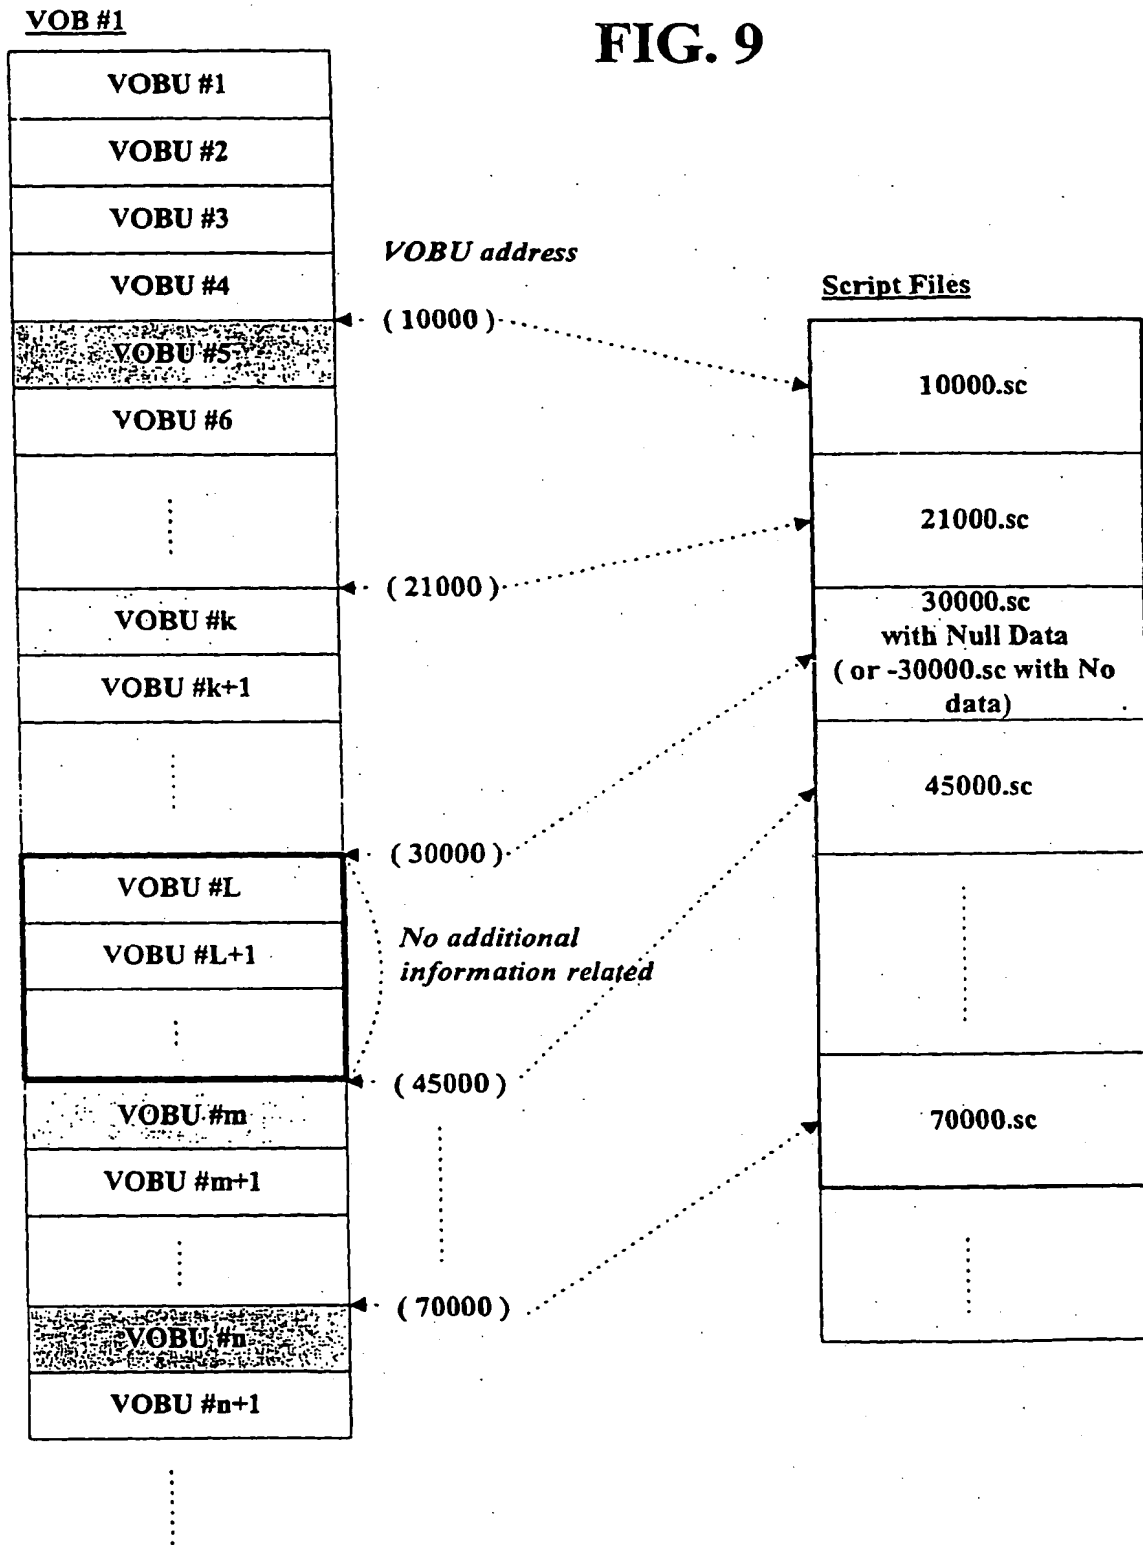 VOB #1
FIG. 9
VOBU #1
VOBU #2
VOBU #3
VOBU #4
VOBU #5
VOBU #6
VOBU #k
VOBU #k+1
VOBU #L
VOBU #L+1
VOBU #m
VOBU #m+1
VOBU #n
VOBU #n+1
VOBU address
( 10000 )
( 21000 )
( 30000 )
No additional
information related
( 45000 )
( 70000 )
Script Files
10000.sc
21000.sc
30000.sc
with Null Data
( or -30000.sc with No
data)
45000.sc
70000.sc